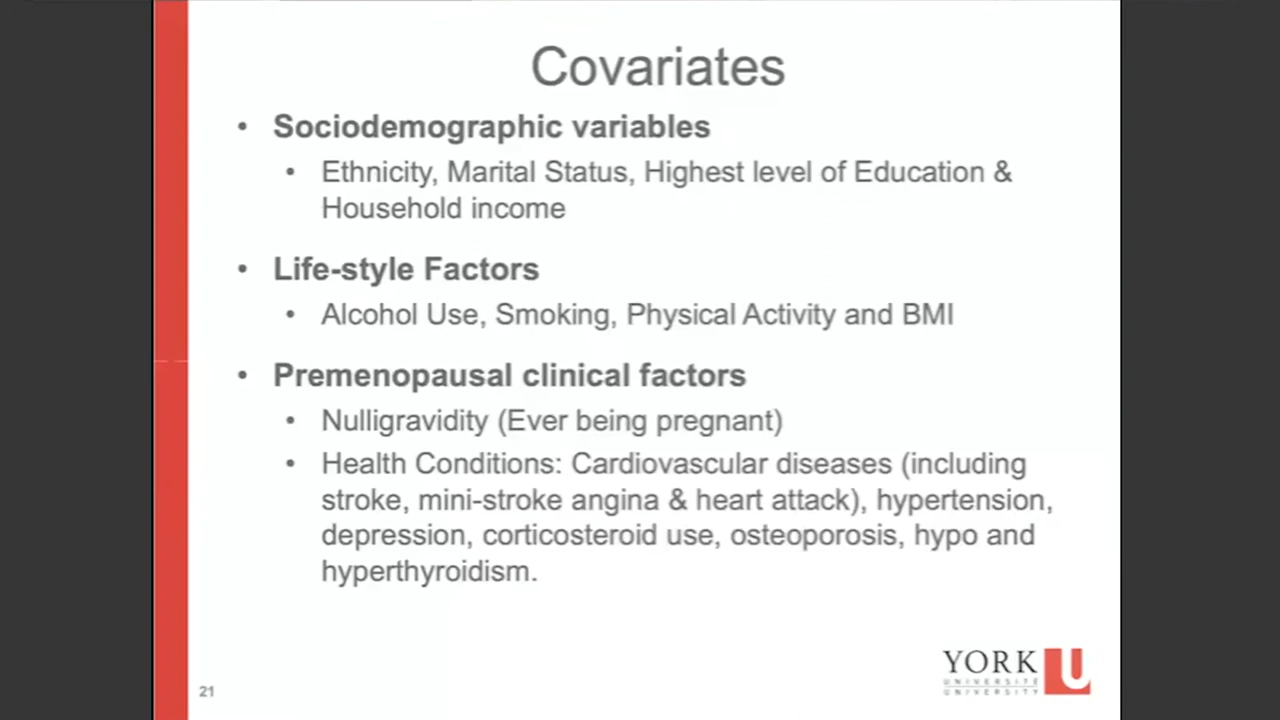 Covariates
• Sociodemographic variables
• Ethnicity, Marital Status, Highest level of Education &
Household income
• Life-style Factors
• Alcohol Use, Smoking, Physical Activity and BMI
• Premenopausal clinical factors
• Nulligravidity (Ever being pregnant)
• Health Conditions: Cardiovascular diseases (including
stroke, mini-stroke angina & heart attack), hypertension,
depression, corticosteroid use, osteoporosis, hypo and
hyperthyroidism.
21
YORK U
UNIVERSITÉ
UNIVERSITY